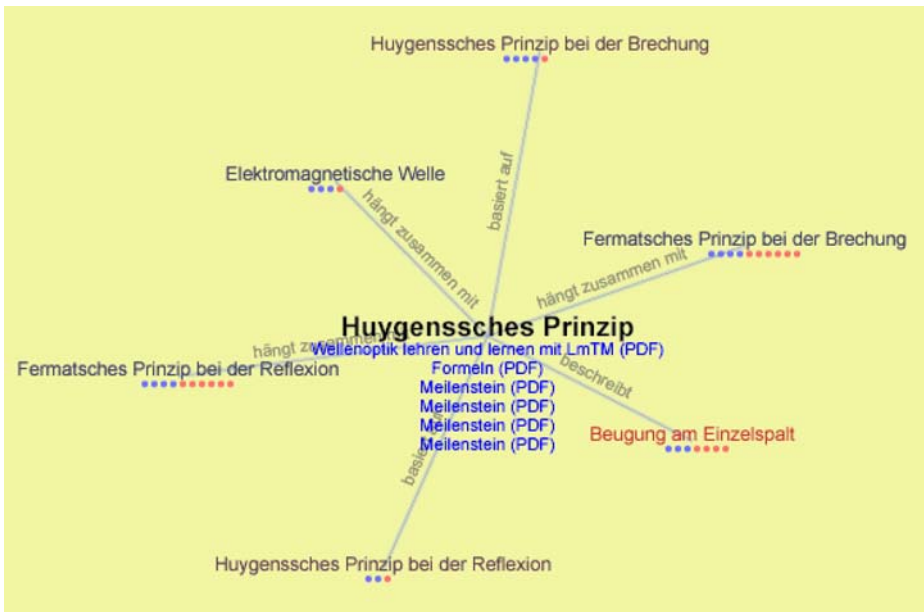 Huygenssches Prinzip bei der Brechung
Elektromagnetische Welle
basiert auf
hängt zusammen mit
Fermatsches Prinzip bei der Brechung
hängt zusammen mit
Huygenssches Prinzip
hängt zusammen
Wellenoptik lehren und lernen mit LmTM (PDF)
Fermatsches Prinzip bei der Reflexion
Formeln (PDF)
beschreibt
Meilenstein (PDF)
Meilenstein (PDF)
Meilenstein (PDF)
Beugung am Einzelspalt
Meilenstein (PDF)
Huygenssches Prinzip bei der Reflexion